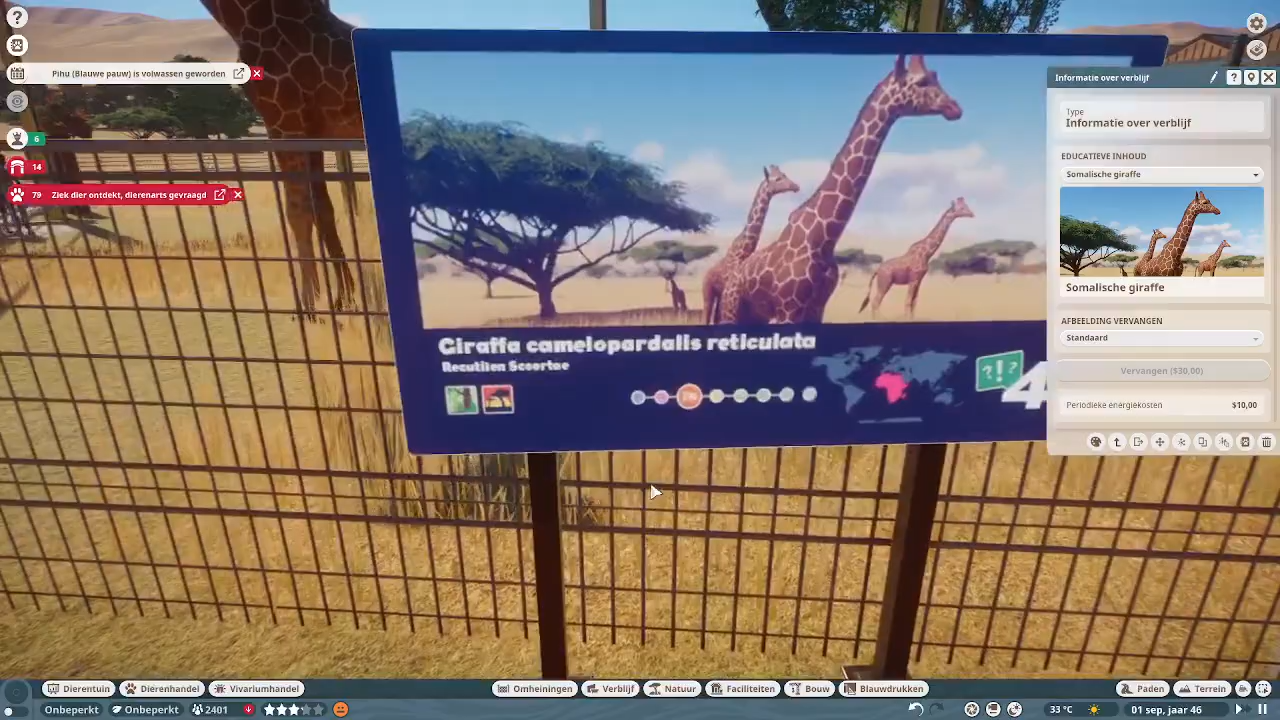 Pihu (Blauwe pauw) is volwassen geworden
6
14
79 Ziek dier ontdekt, dierenarts gevraagd
Giraffa camelopardalis reticulata
?!?
4
Informatie over verblijf
?
Type
Informatie over verblijf
EDUCATIEVE INHOUD
Somalische giraffe
Somalische giraffe
AFBEELDING VERVANGEN
Standaard
Vervangen ($30,00)
Periodieke energiekosten $10,00
Dierentuin Dierenhandel Vivariumhandel Omheiningen Verblijf Natuur Faciliteiten Bouw Blauwdrukken Paden Terrein
Onbeperkt Onbeperkt 2401 33 °C 01 sep, jaar 46